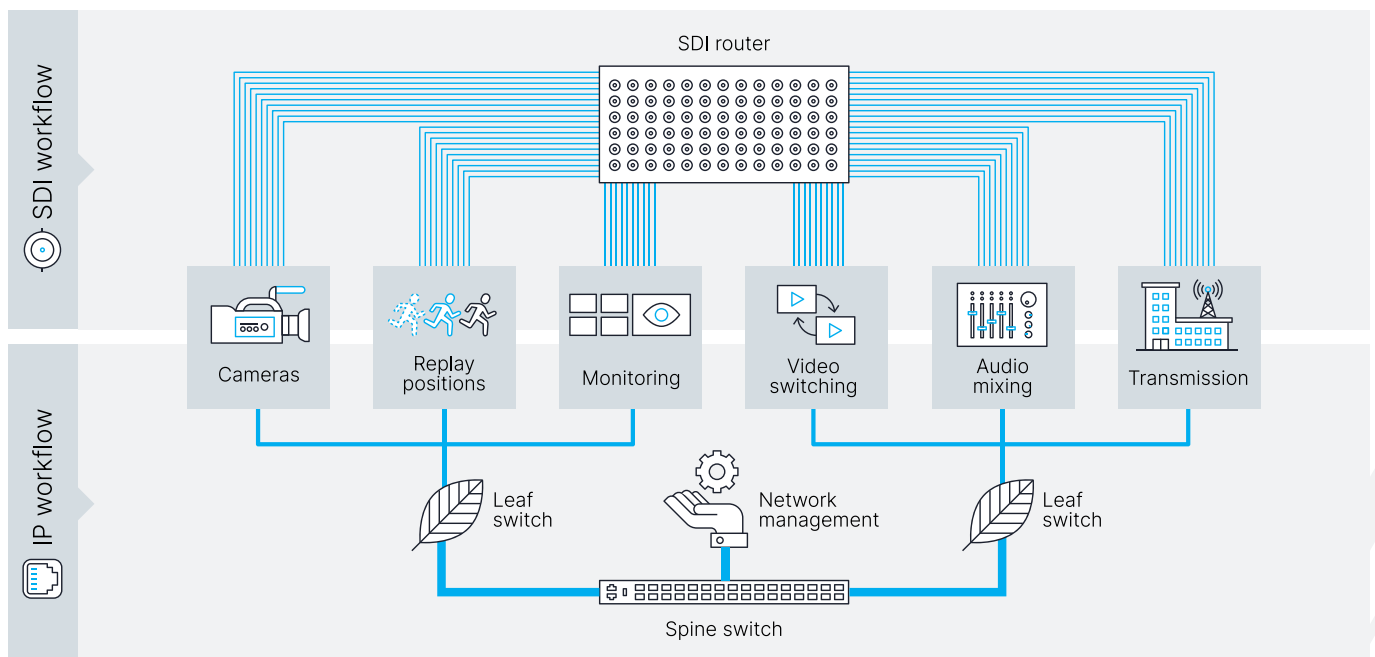 SDI workflow
SDI router
Cameras
Replay
positions
Monitoring
Video
switching
Audio
mixing
Transmission
IP workflow
Leaf
switch
Network
management
Leaf
switch
Spine switch